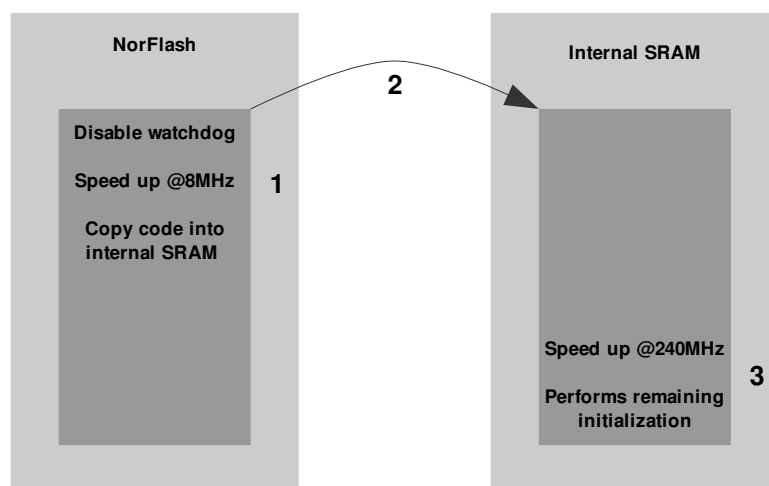 NorFlash
Disable watchdog
Speed up @8MHz
Copy code into
internal SRAM
1
2
Internal SRAM
Speed up @240MHz
Performs remaining
initialization
3